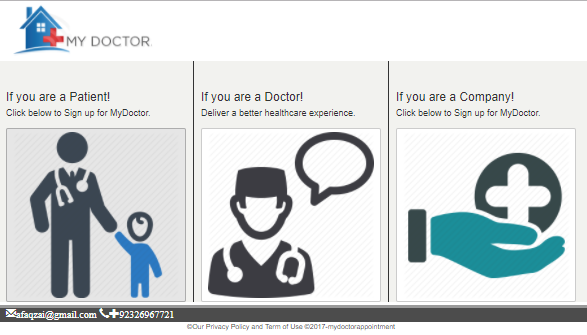 MY DOCTOR
If you are a Patient!
Click below to Sign up for MyDoctor.
If you are a Doctor!
Deliver a better healthcare experience.
If you are a Company!
Click below to Sign up for MyDoctor.
afaqzai@gmail.com +92326967721
©Our Privacy Policy and Term of Use ©2017-mydoctorappointment